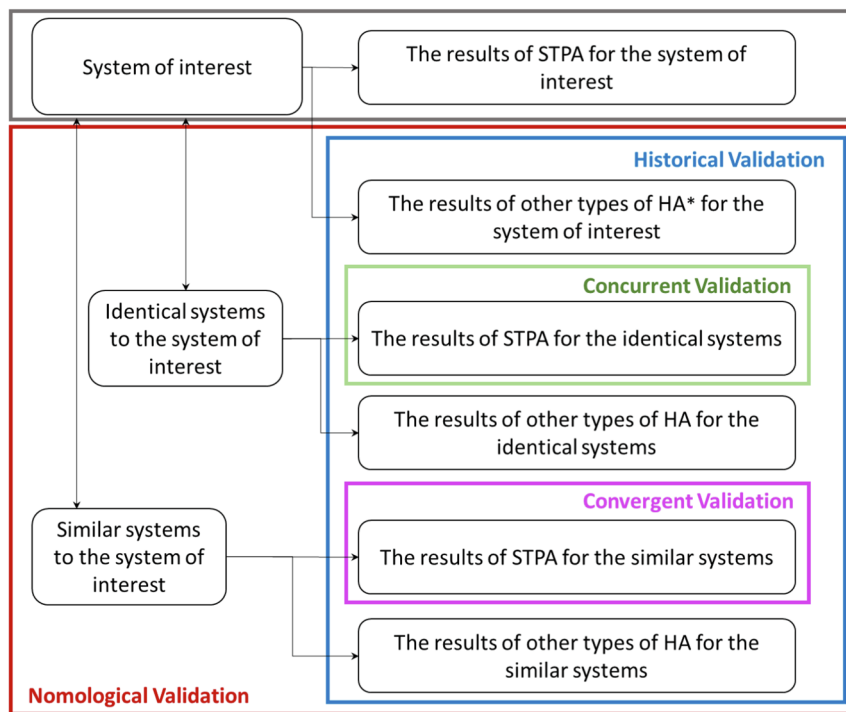 System of interest
The results of STPA for the system of
interest
Historical Validation
The results of other types of HA* for the
system of interest
Concurrent Validation
Identical systems
to the system of
interest
The results of STPA for the identical systems
The results of other types of HA for the
identical systems
Convergent Validation
Similar systems
to the system of
interest
The results of STPA for the similar systems
The results of other types of HA for the
similar systems
Nomological Validation